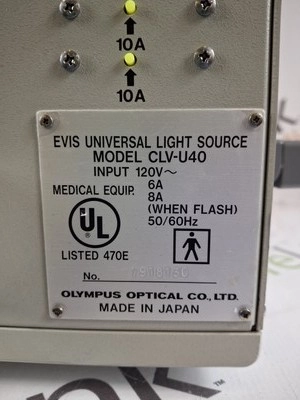 10A
10A
EVIS UNIVERSAL LIGHT SOURCE
MODEL CLV-U40
INPUT 120V~
MEDICAL EQUIP. 6A
8A
(WHEN FLASH)
50/60Hz
UL
LISTED 470E
No.
OLYMPUS OPTICAL CO., LTD.
MADE IN JAPAN